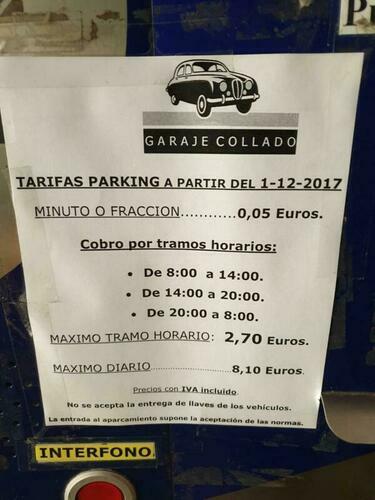 GARAJE COLLADO
TARIFAS PARKING A PARTIR DEL 1-12-2017
MINUTO O FRACCION............0,05 Euros.
Cobro por tramos horarios:
• De 8:00 a 14:00.
• De 14:00 a 20:00.
• De 20:00 a 8:00.
MAXIMO TRAMO HORARIO: 2,70 Euros.
MAXIMO DIARIO......................8,10 Euros.
Precios con IVA incluido.
No se acepta la entrega de llaves de los vehículos.
La entrada al aparcamiento supone la aceptación de las normas.
INTERFONO